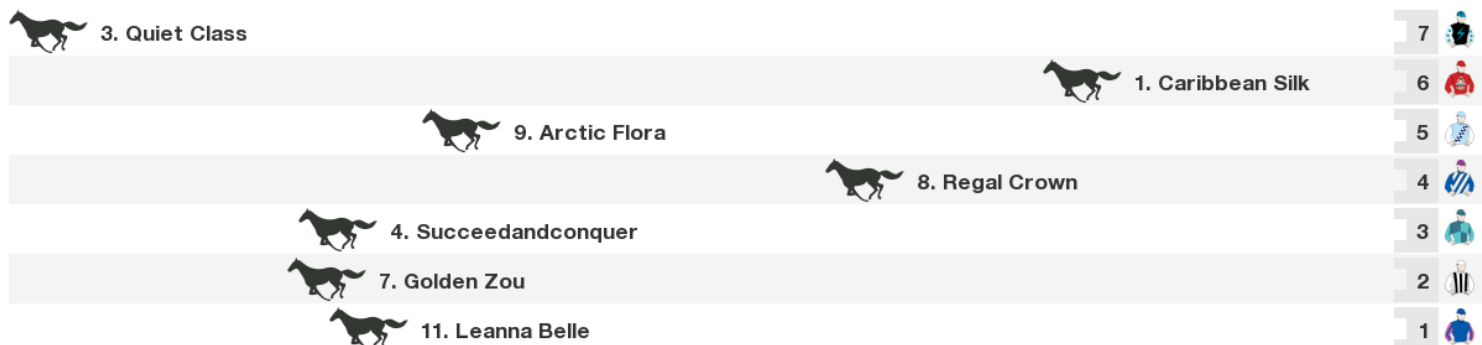 3. Quiet Class 7
1. Caribbean Silk 6
9. Arctic Flora 5
8. Regal Crown 4
4. Succeedandconquer 3
7. Golden Zou 2
11. Leanna Belle 1